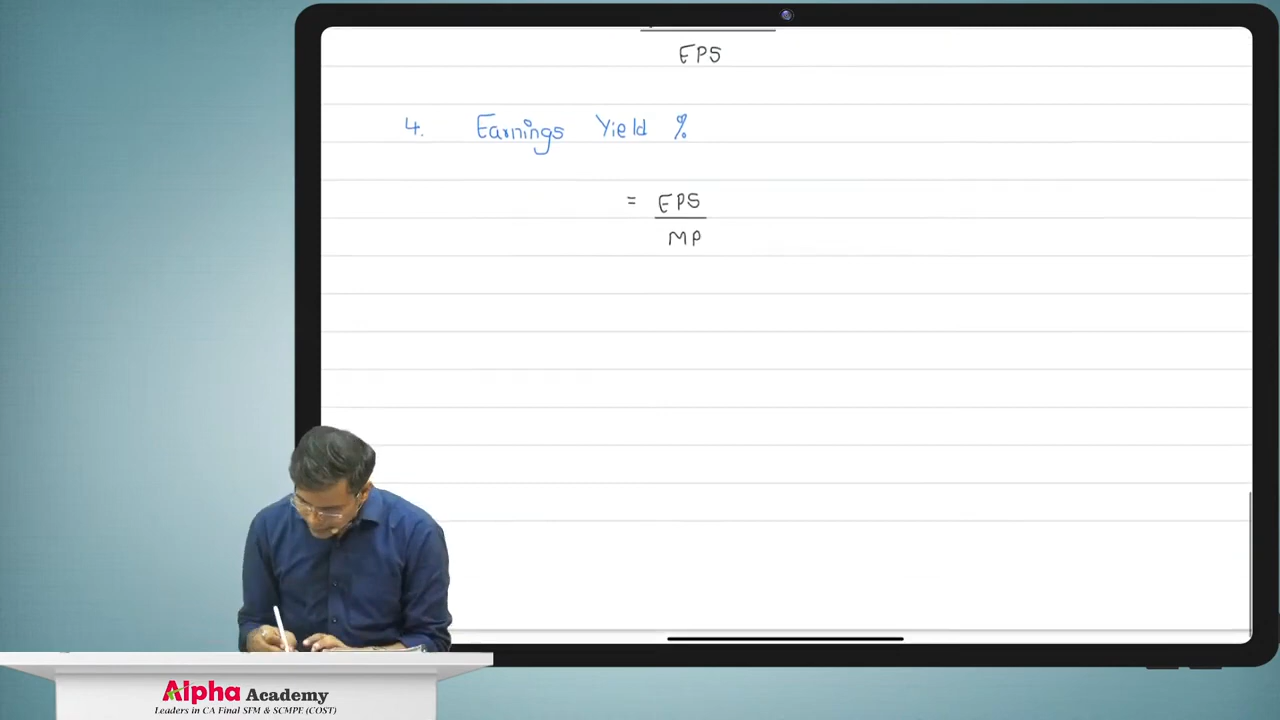 EPS
4. Earnings Yield %
= EPS
MP
Alpha Academy
Leaders in CA Final SFM & SCMPE (COST)